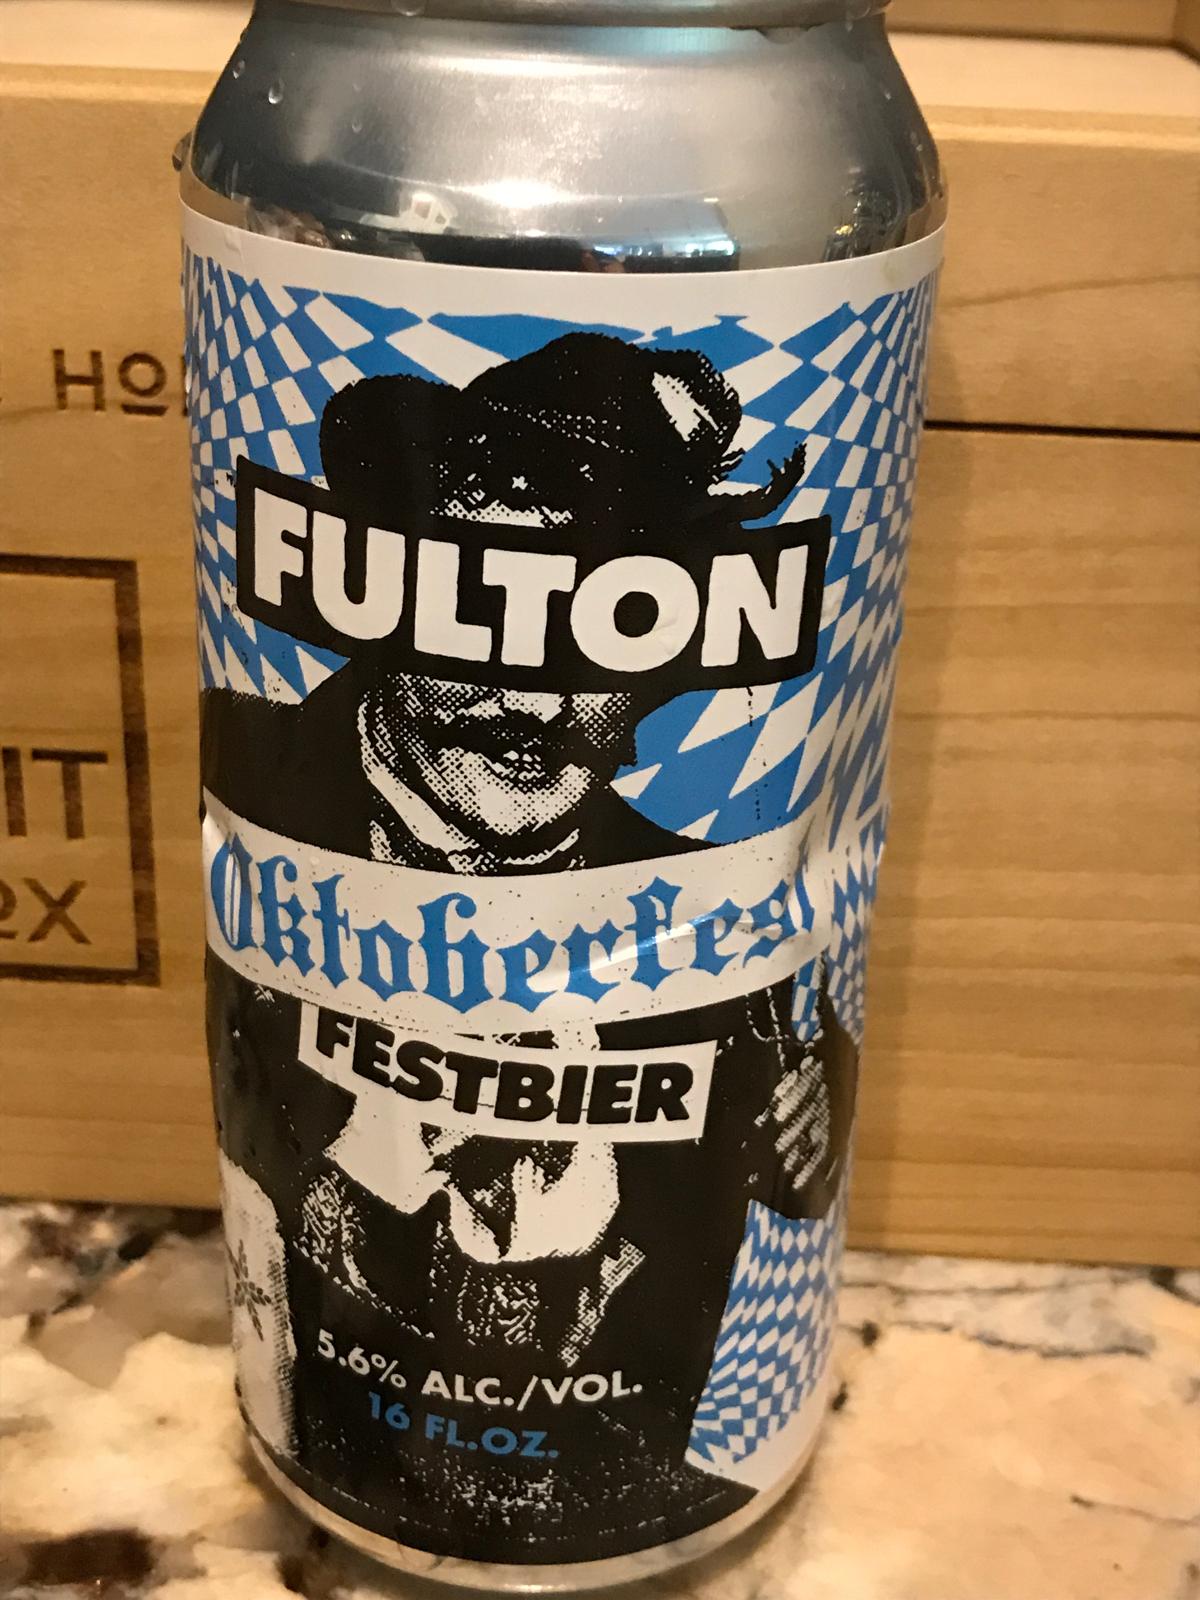 FULTON
Oktoberfest
FESTBIER
5.6% ALC./VOL.
16 FL.OZ.